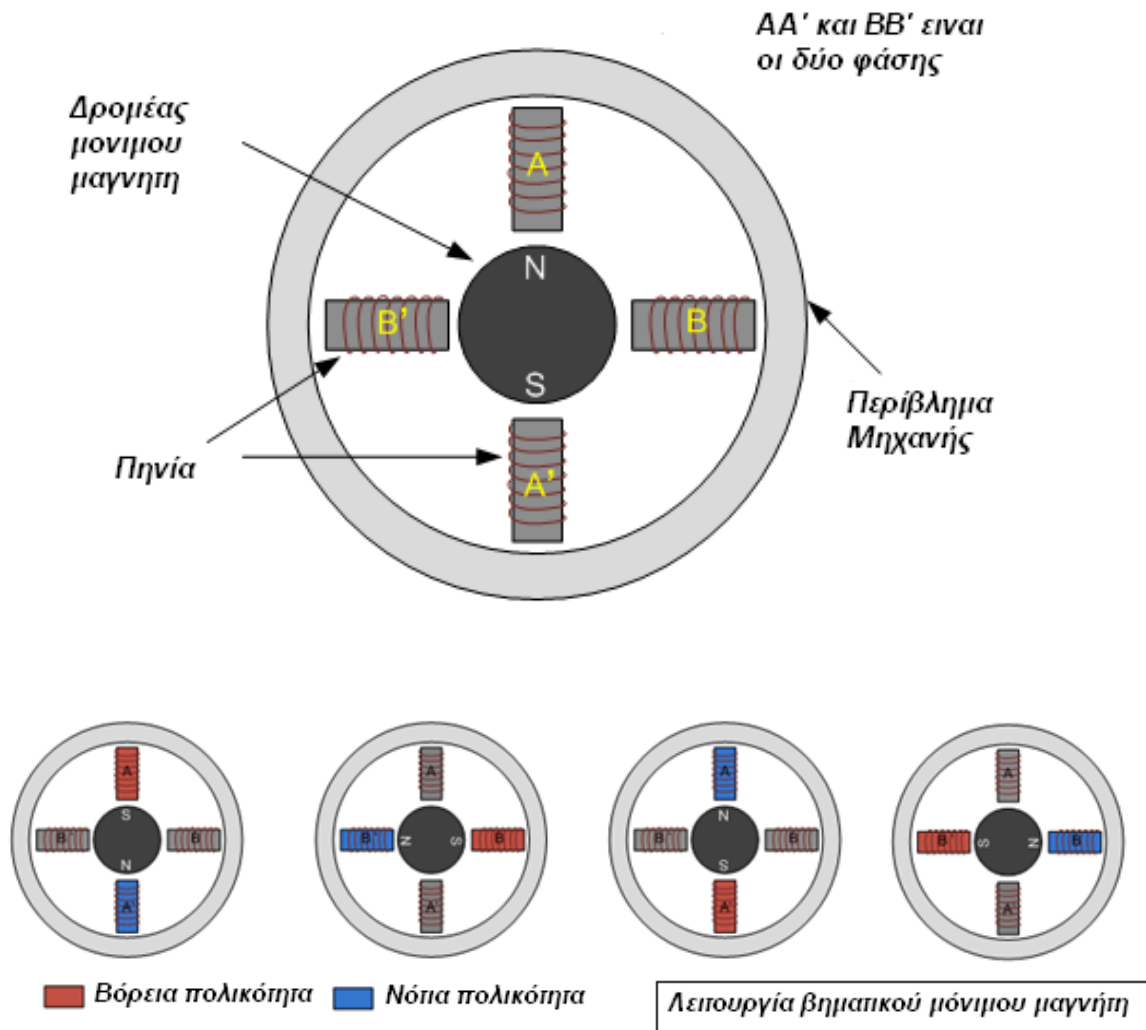 AA' και BB' ειναι
οι δύο φάσης
Δρομέας
μονιμου
μαγνητη
A
N
B'
B
S
Περίβλημα
Μηχανής
Πηνία
A'
A
S
B'
B
N
A'
A
B'
N
S
B
A'
A
N
B'
B
S
A'
A
B'
S
N
B
A'
Βόρεια πολικότητα
Νότια πολικότητα
Λειτουργία βηματικού μόνιμου μαγνήτη